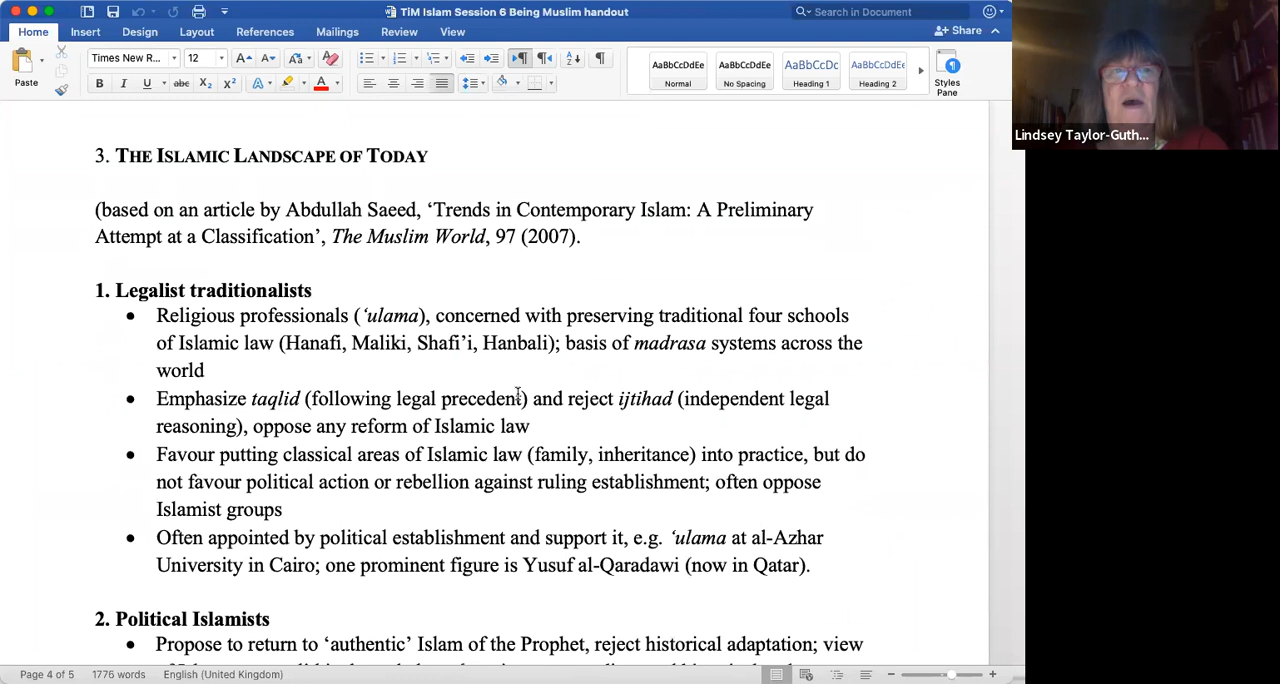 TiM Islam Session 6 Being Muslim handout
Search in Document
Home Insert Design Layout References Mailings Review View
Share
Paste
Times New R... 12
AaBbCcDdEe AaBbCcDdEe AaBbCcDc AaBbCcDdEe
Normal No Spacing Heading 1 Heading 2
Styles
Pane
Lindsey Taylor-Guth...
3. THE ISLAMIC LANDSCAPE OF TODAY
(based on an article by Abdullah Saeed, ‘Trends in Contemporary Islam: A Preliminary
Attempt at a Classification’, The Muslim World, 97 (2007).
1. Legalist traditionalists
• Religious professionals (‘ulama), concerned with preserving traditional four schools
of Islamic law (Hanafi, Maliki, Shafi’i, Hanbali); basis of madrasa systems across the
world
• Emphasize taqlid (following legal precedent) and reject ijtihad (independent legal
reasoning), oppose any reform of Islamic law
• Favour putting classical areas of Islamic law (family, inheritance) into practice, but do
not favour political action or rebellion against ruling establishment; often oppose
Islamist groups
• Often appointed by political establishment and support it, e.g. ‘ulama at al-Azhar
University in Cairo; one prominent figure is Yusuf al-Qaradawi (now in Qatar).
2. Political Islamists
• Propose to return to ‘authentic’ Islam of the Prophet, reject historical adaptation; view
Page 4 of 5 1776 words English (United Kingdom)